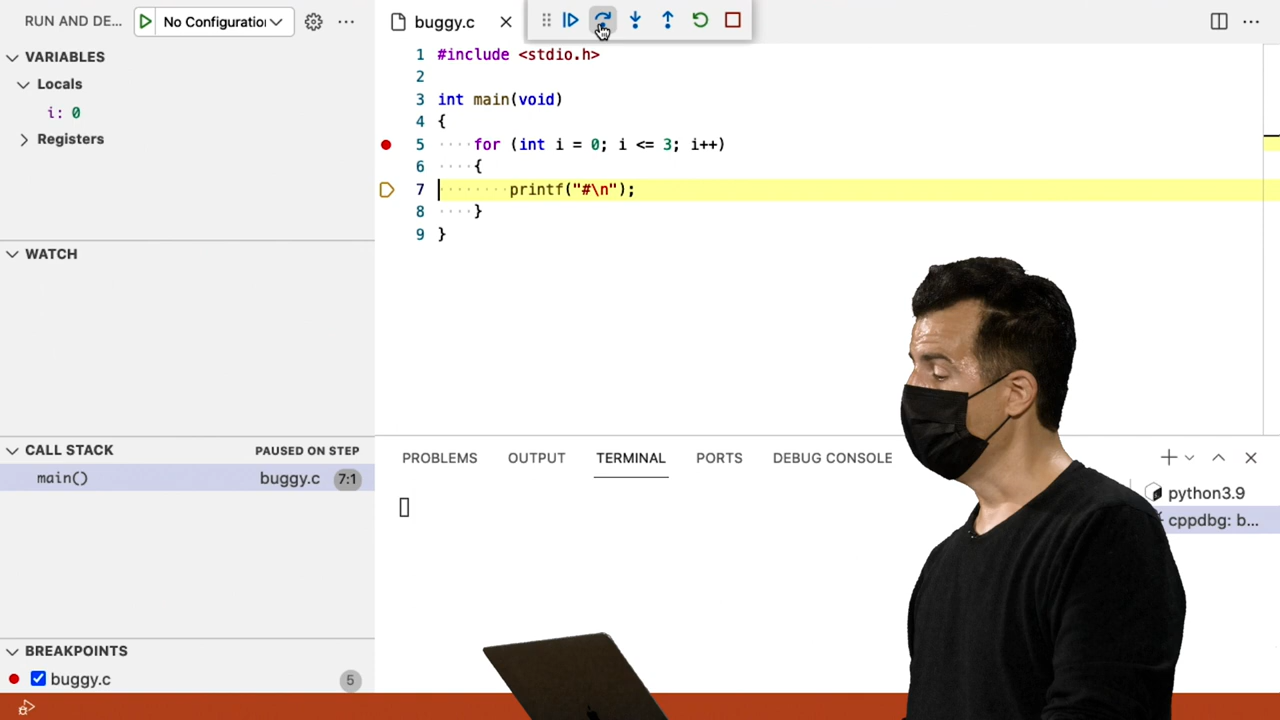 RUN AND DE... No Configuration
VARIABLES
Locals
i: 0
Registers
WATCH
CALL STACK PAUSED ON STEP
main() buggy.c 7:1
BREAKPOINTS
buggy.c 5
buggy.c
1 #include <stdio.h>
2
3 int main(void)
4 {
5 for (int i = 0; i <= 3; i++)
6 {
7 printf("#\n");
8 }
9 }
PROBLEMS OUTPUT TERMINAL PORTS DEBUG CONSOLE
python3.9
cppdbg: b...